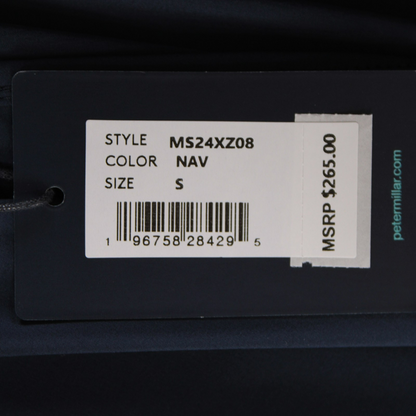 STYLE MS24XZ08
COLOR NAV
SIZE S
1 96758 28429 5
MSRP $265.00
petermillar.com